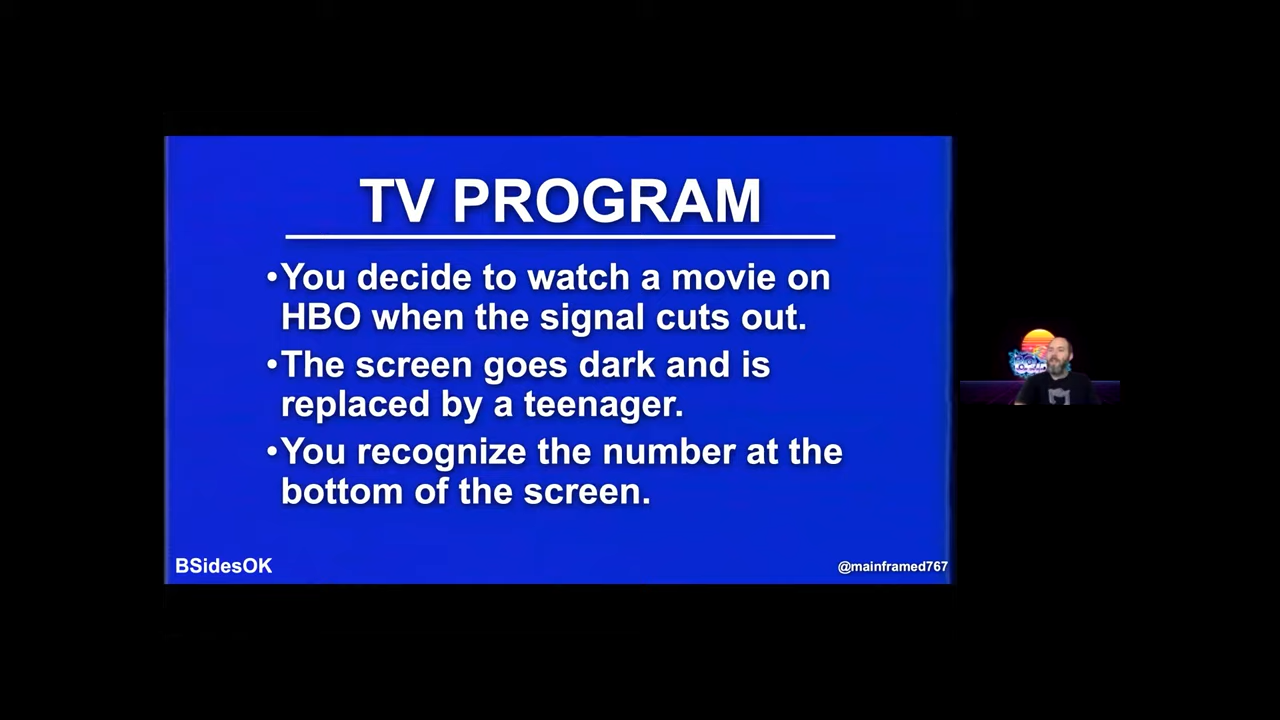 TV PROGRAM
•You decide to watch a movie on
HBO when the signal cuts out.
•The screen goes dark and is
replaced by a teenager.
•You recognize the number at the
bottom of the screen.
BSidesOK
@mainframed767